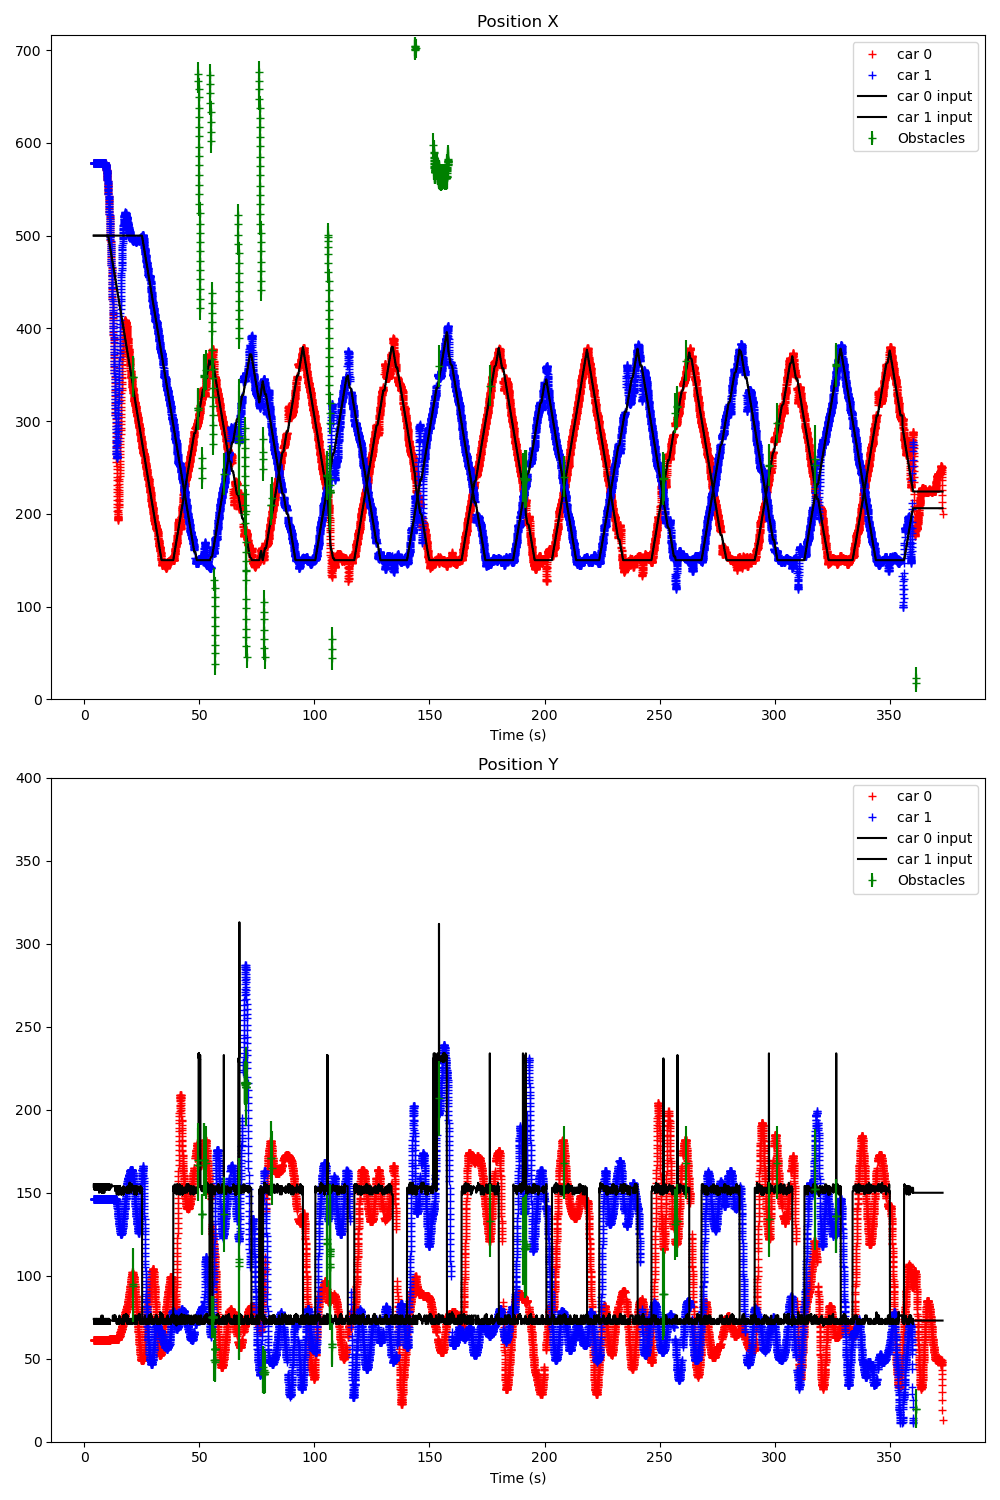 Position X
700
600
500
400
300
200
100
0
0 50 100 150 200 250 300 350
Time (s)
car 0
car 1
car 0 input
car 1 input
Obstacles
Position Y
400
350
300
250
200
150
100
50
0
0 50 100 150 200 250 300 350
Time (s)
car 0
car 1
car 0 input
car 1 input
Obstacles